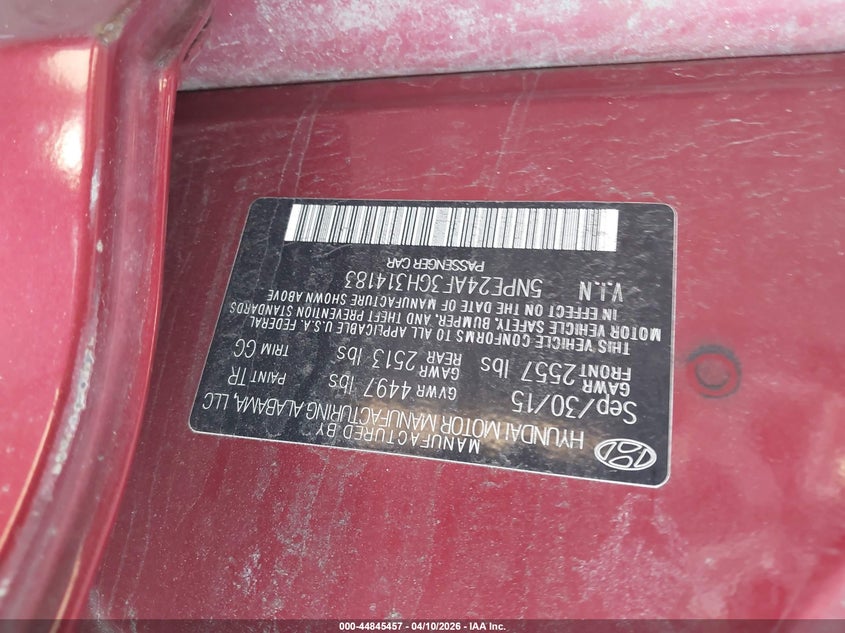 MANUFACTURED BY
HYUNDAI MOTOR MANUFACTURING ALABAMA, LLC
Sep/30/15 GVWR 4497 lbs PAINT TR
GAWR FRONT 2557 lbs GAWR REAR 2513 lbs TRIM CC
THIS VEHICLE CONFORMS TO ALL APPLICABLE U.S.A. FEDERAL
MOTOR VEHICLE SAFETY, BUMPER, AND THEFT PREVENTION STANDARDS
IN EFFECT ON THE DATE OF MANUFACTURE SHOWN ABOVE
V.I.N 5NPE24AF3GH314183
PASSENGER CAR
000-44845457 - 04/10/2026 - IAA Inc.